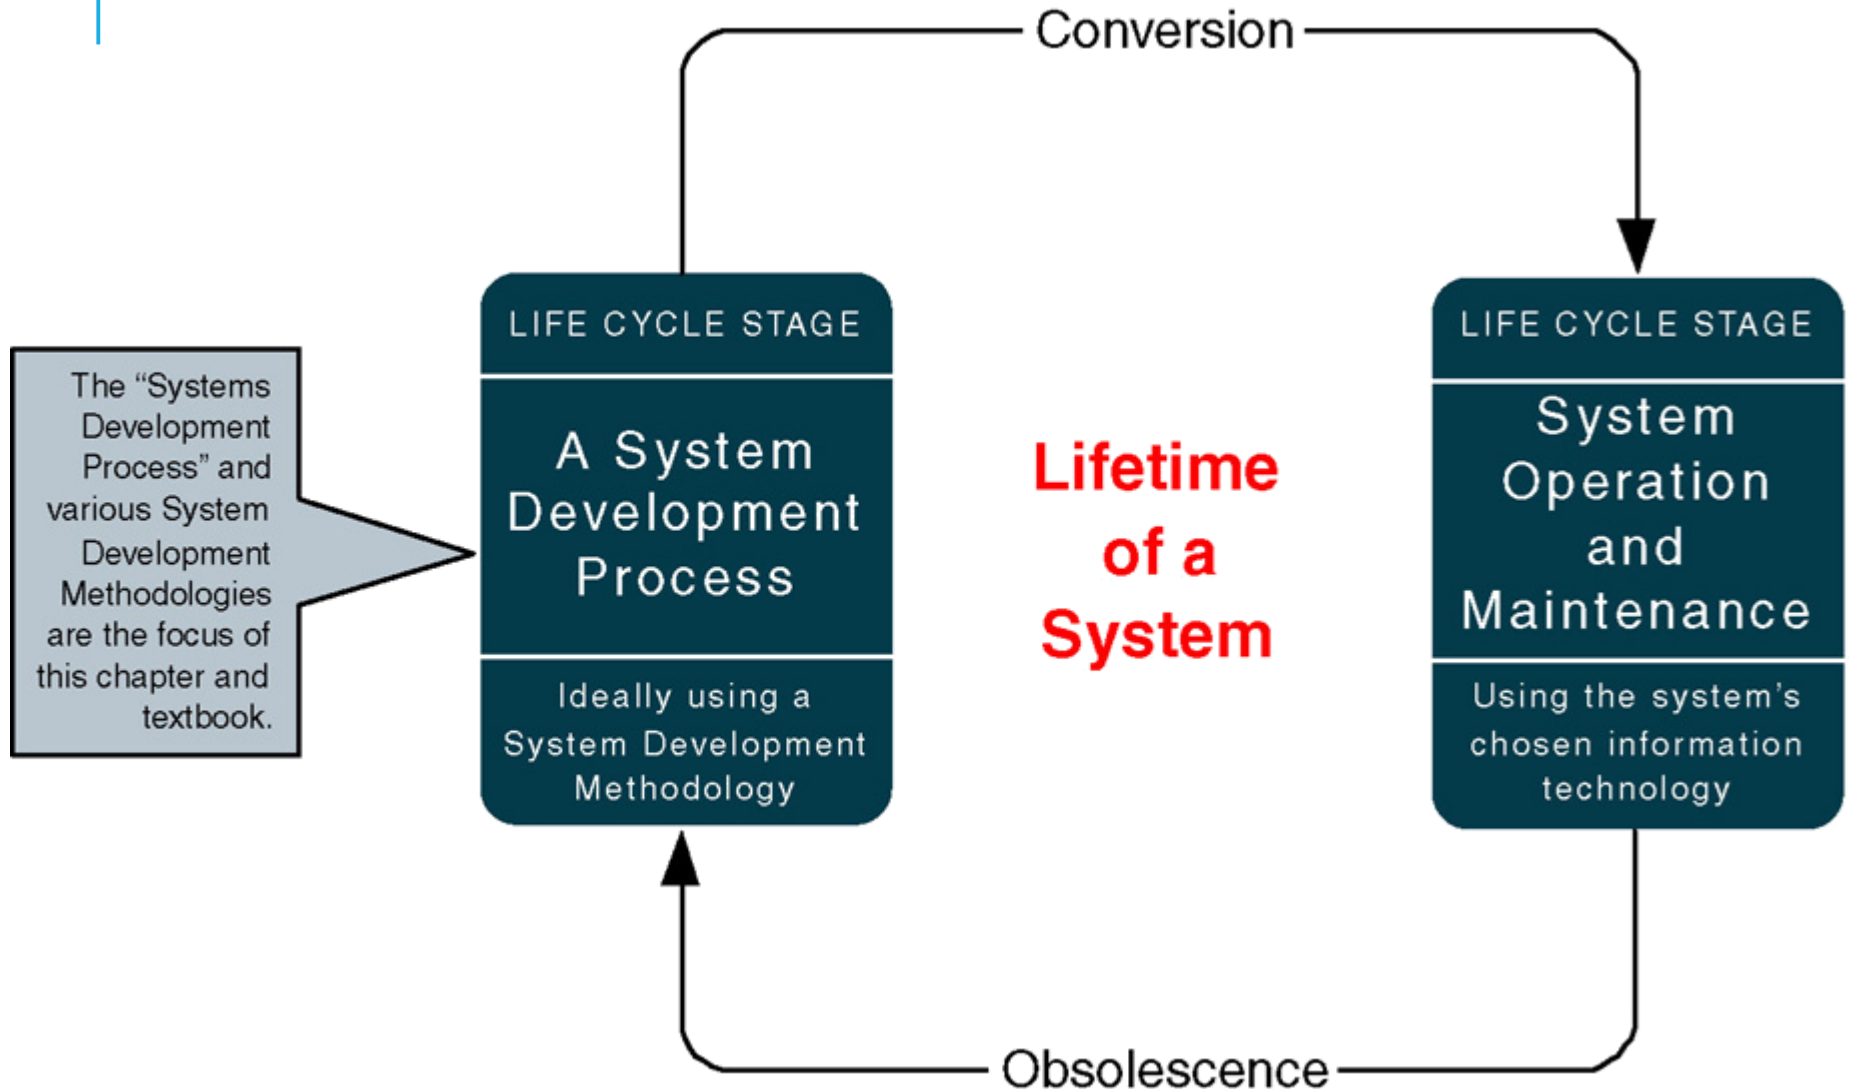 Conversion
The “Systems
Development
Process” and
various System
Development
Methodologies
are the focus of
this chapter and
textbook.
LIFE CYCLE STAGE
A System
Development
Process
Ideally using a
System Development
Methodology
Lifetime
of a
System
LIFE CYCLE STAGE
System
Operation
and
Maintenance
Using the system’s
chosen information
technology
Obsolescence